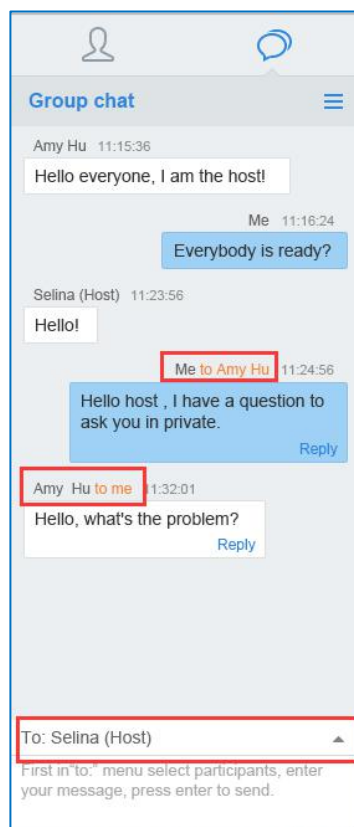 Group chat
Amy Hu 11:15:36
Hello everyone, I am the host!
Me 11:16:24
Everybody is ready?
Selina (Host) 11:23:56
Hello!
Me to Amy Hu 11:24:56
Hello host , I have a question to
ask you in private.
Reply
Amy Hu to me 11:32:01
Hello, what's the problem?
Reply
To: Selina (Host)
First in"to:" menu select participants, enter
your message, press enter to send.